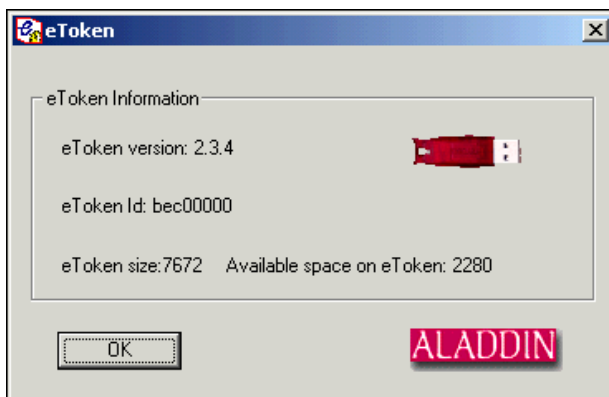 eToken
eToken Information
eToken version: 2.3.4
eToken Id: bec00000
eToken size:7672 Available space on eToken: 2280
OK
ALADDIN